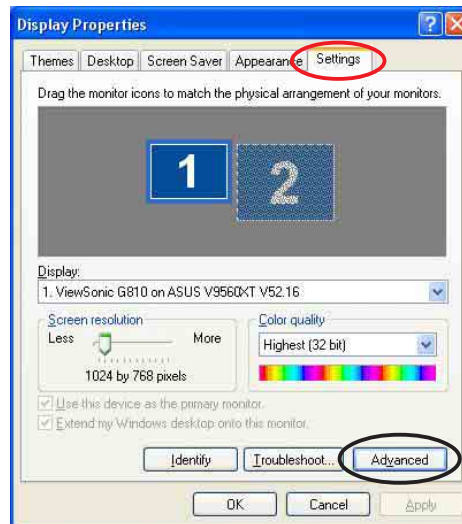 Display Properties
Themes Desktop Screen Saver Appearance Settings
Drag the monitor icons to match the physical arrangement of your monitors.
1 2
Display:
1. ViewSonic G810 on ASUS V9560XT V52.16
Screen resolution Color quality
Less More Highest (32 bit)
1024 by 768 pixels
Use this device as the primary monitor.
Extend my Windows desktop onto this monitor.
Identify Troubleshoot... Advanced
OK Cancel Apply